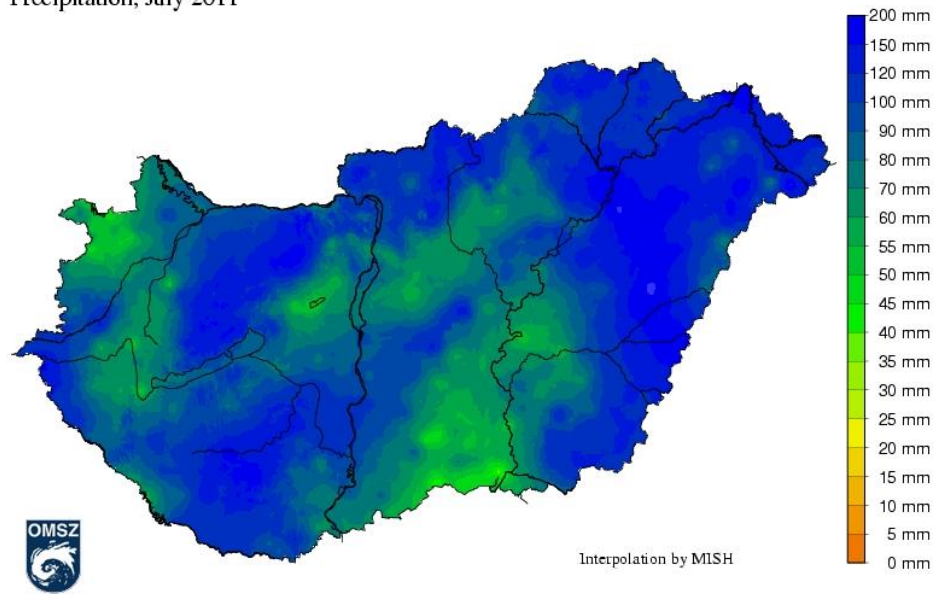 Precipitation, July 2011
200 mm
150 mm
120 mm
100 mm
90 mm
80 mm
70 mm
60 mm
55 mm
50 mm
45 mm
40 mm
35 mm
30 mm
25 mm
20 mm
15 mm
10 mm
5 mm
0 mm
OMSZ
Interpolation by MISH